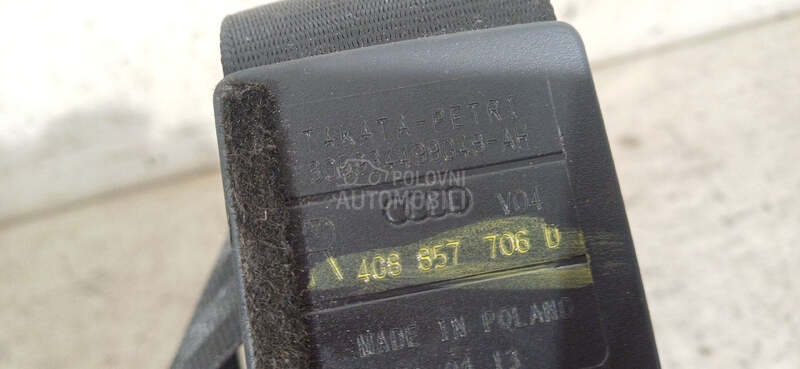 TAKATA-PETRI
POLOVNI
AUTOMOBILI
V04
4G8 857 706 D
MADE IN POLAND